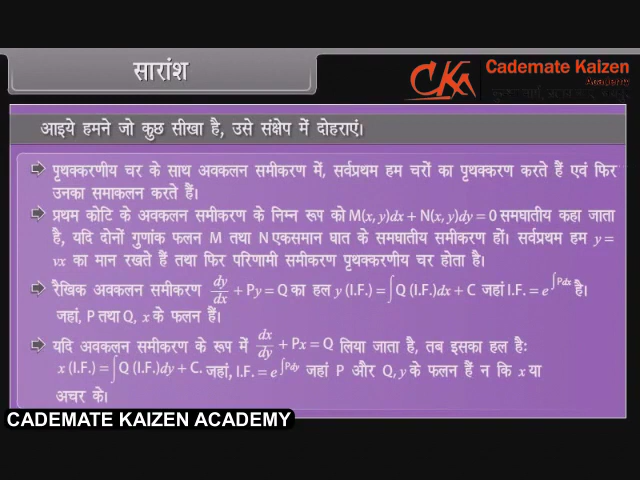 सारांश
Cademate Kaizen
Academy
CKA
आइये हमने जो कुछ सीखा है, उसे संक्षेप में दोहराएं।
पृथक्करणीय चर के साथ अवकलन समीकरण में, सर्वप्रथम हम चरों का पृथक्करण करते हैं एवं फिर
उनका समाकलन करते हैं।
प्रथम कोटि के अवकलन समीकरण के निम्न रूप को M(x, y)dx + N(x, y)dy = 0 समघातीय कहा जाता
है, यदि दोनों गुणांक फलन M तथा N एकसमान घात के समघातीय समीकरण हों। सर्वप्रथम हम y =
vx का मान रखते हैं तथा फिर परिणामी समीकरण पृथक्करणीय चर होता है।
रैखिक अवकलन समीकरण dy/dx + Py = Q का हल y (I.F.) = ∫Q (I.F.)dx + C जहां I.F. = e^∫Pdx है।
जहां, P तथा Q, x के फलन हैं।
यदि अवकलन समीकरण के रूप में dx/dy + Px = Q लिया जाता है, तब इसका हल है:
x (I.F.) = ∫Q (I.F.)dy + C. जहां, I.F. = e^∫Pdy जहां P और Q, y के फलन हैं न कि x या
अचर के।
CADEMATE KAIZEN ACADEMY